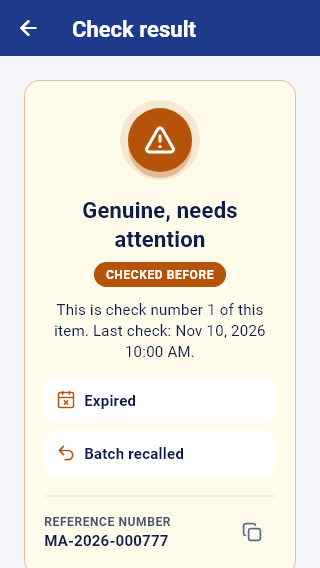 Check result
Genuine, needs
attention
CHECKED BEFORE
This is check number 1 of this
item. Last check: Nov 10, 2026
10:00 AM.
Expired
Batch recalled
REFERENCE NUMBER
MA-2026-000777